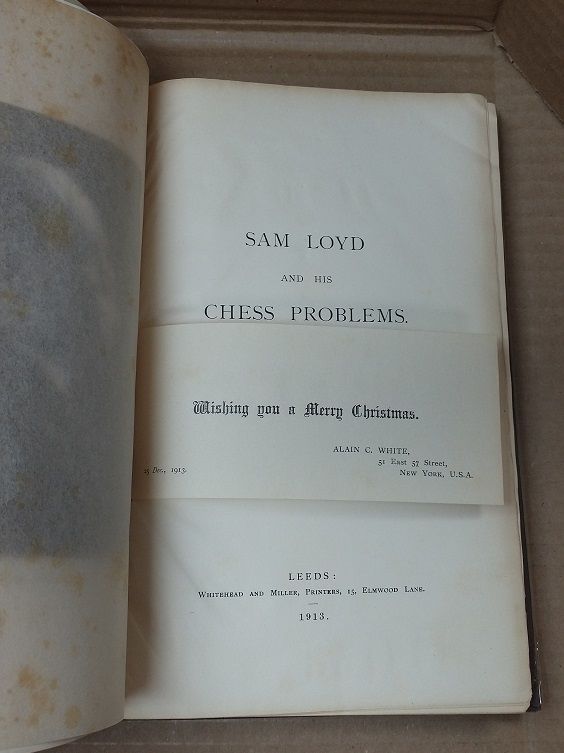 SAM LOYD
AND HIS
CHESS PROBLEMS.
Wishing you a Merry Christmas.
ALAIN C. WHITE,
51 East 57 Street,
NEW YORK, U.S.A.
25 Dec., 1913.
LEEDS:
WHITEHEAD AND MILLER, PRINTERS, 15, ELMWOOD LANE.
1913.